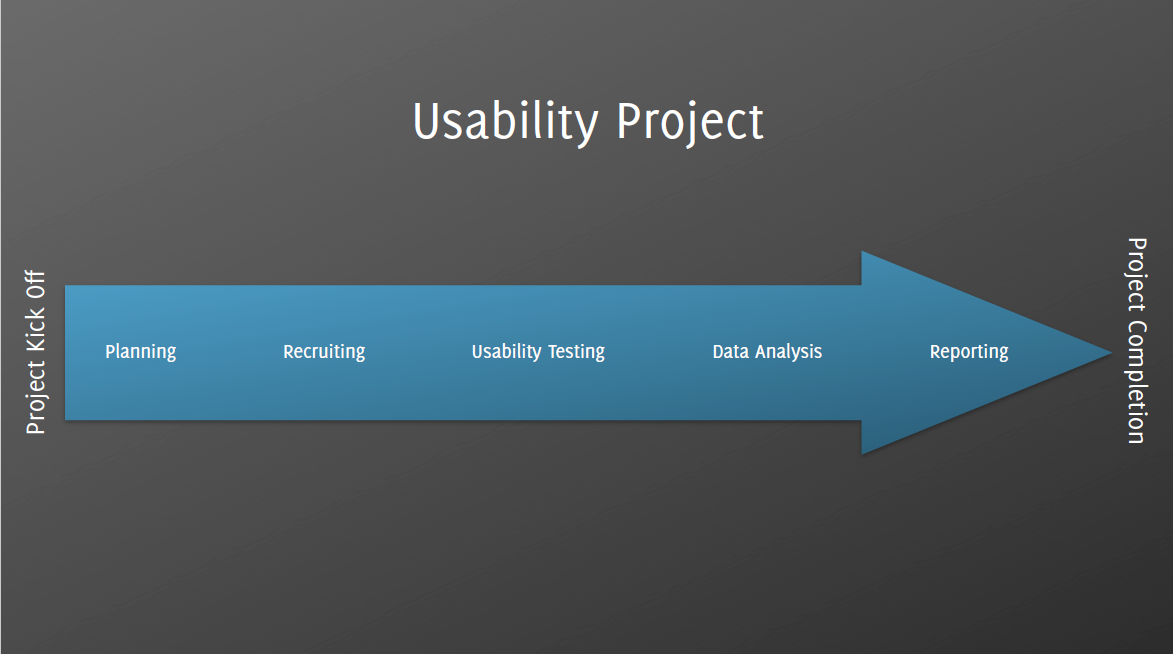 Usability Project
Project Kick Off
Planning
Recruiting
Usability Testing
Data Analysis
Reporting
Project Completion